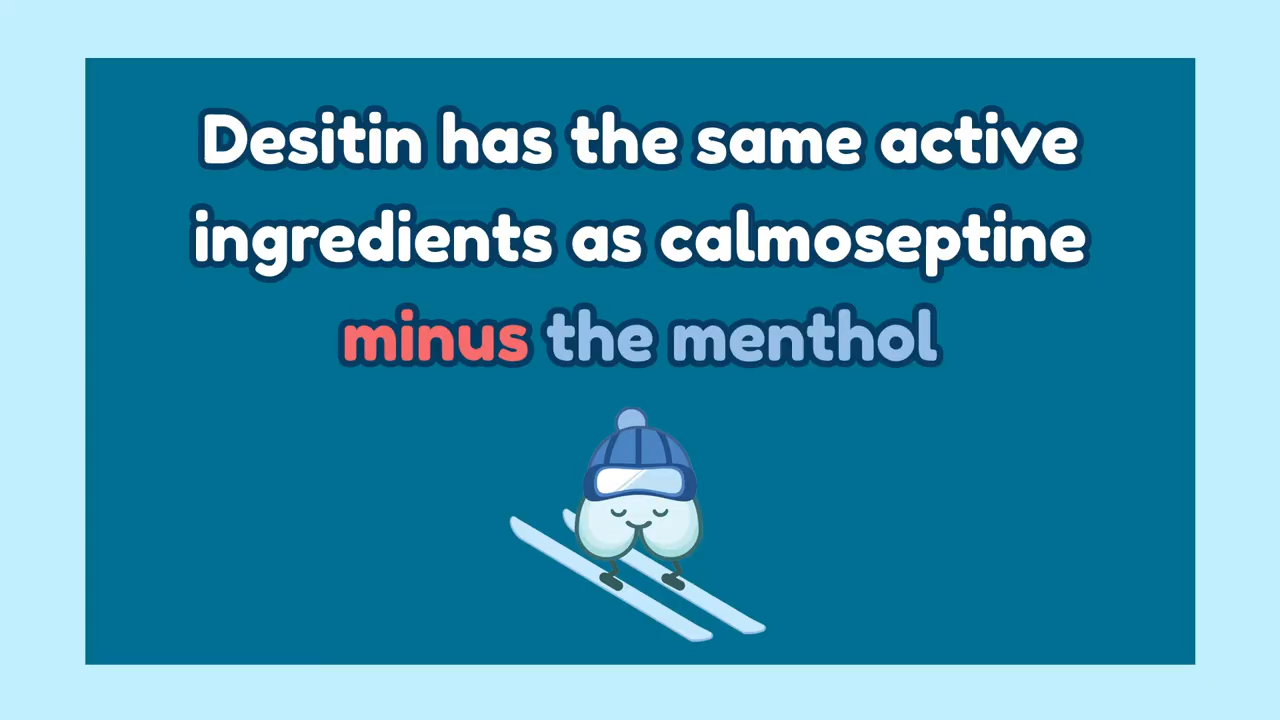 Desitin has the same active
ingredients as calmoseptine
minus the menthol